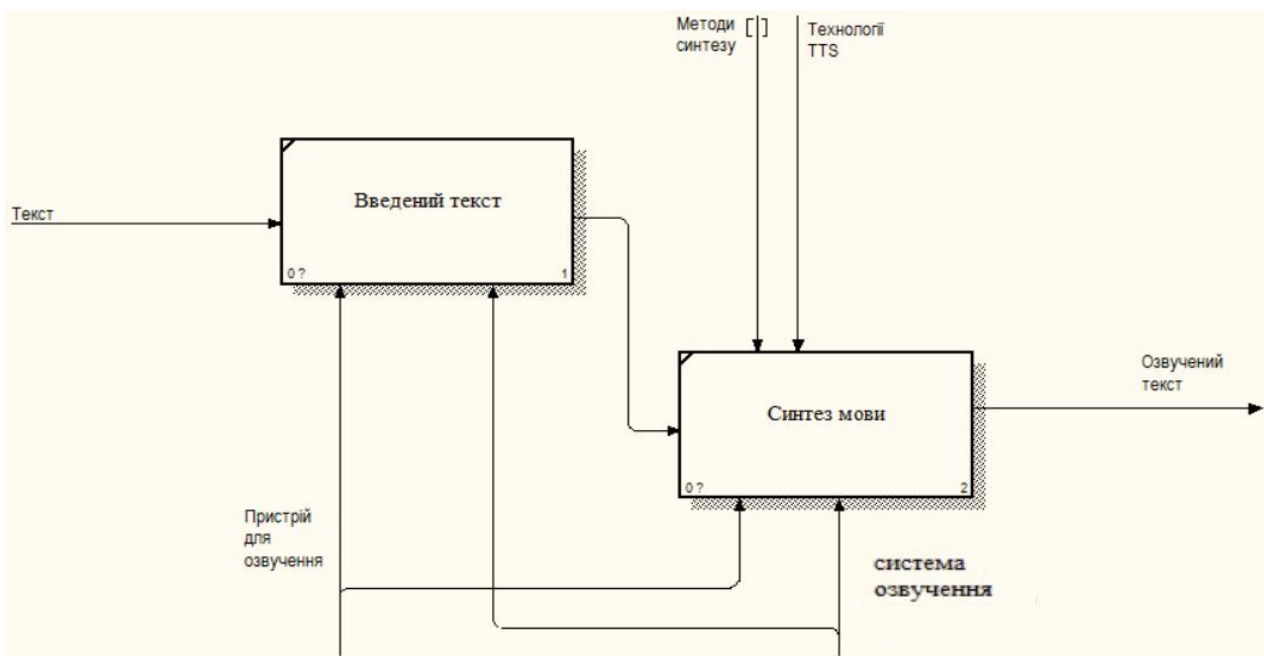 Методи
синтезу
[ ]
Технології
TTS
Введений текст
Текст
0 ?
1
Озвучений
текст
Синтез мови
0 ?
2
Пристрій
для
озвучення
система
озвучення